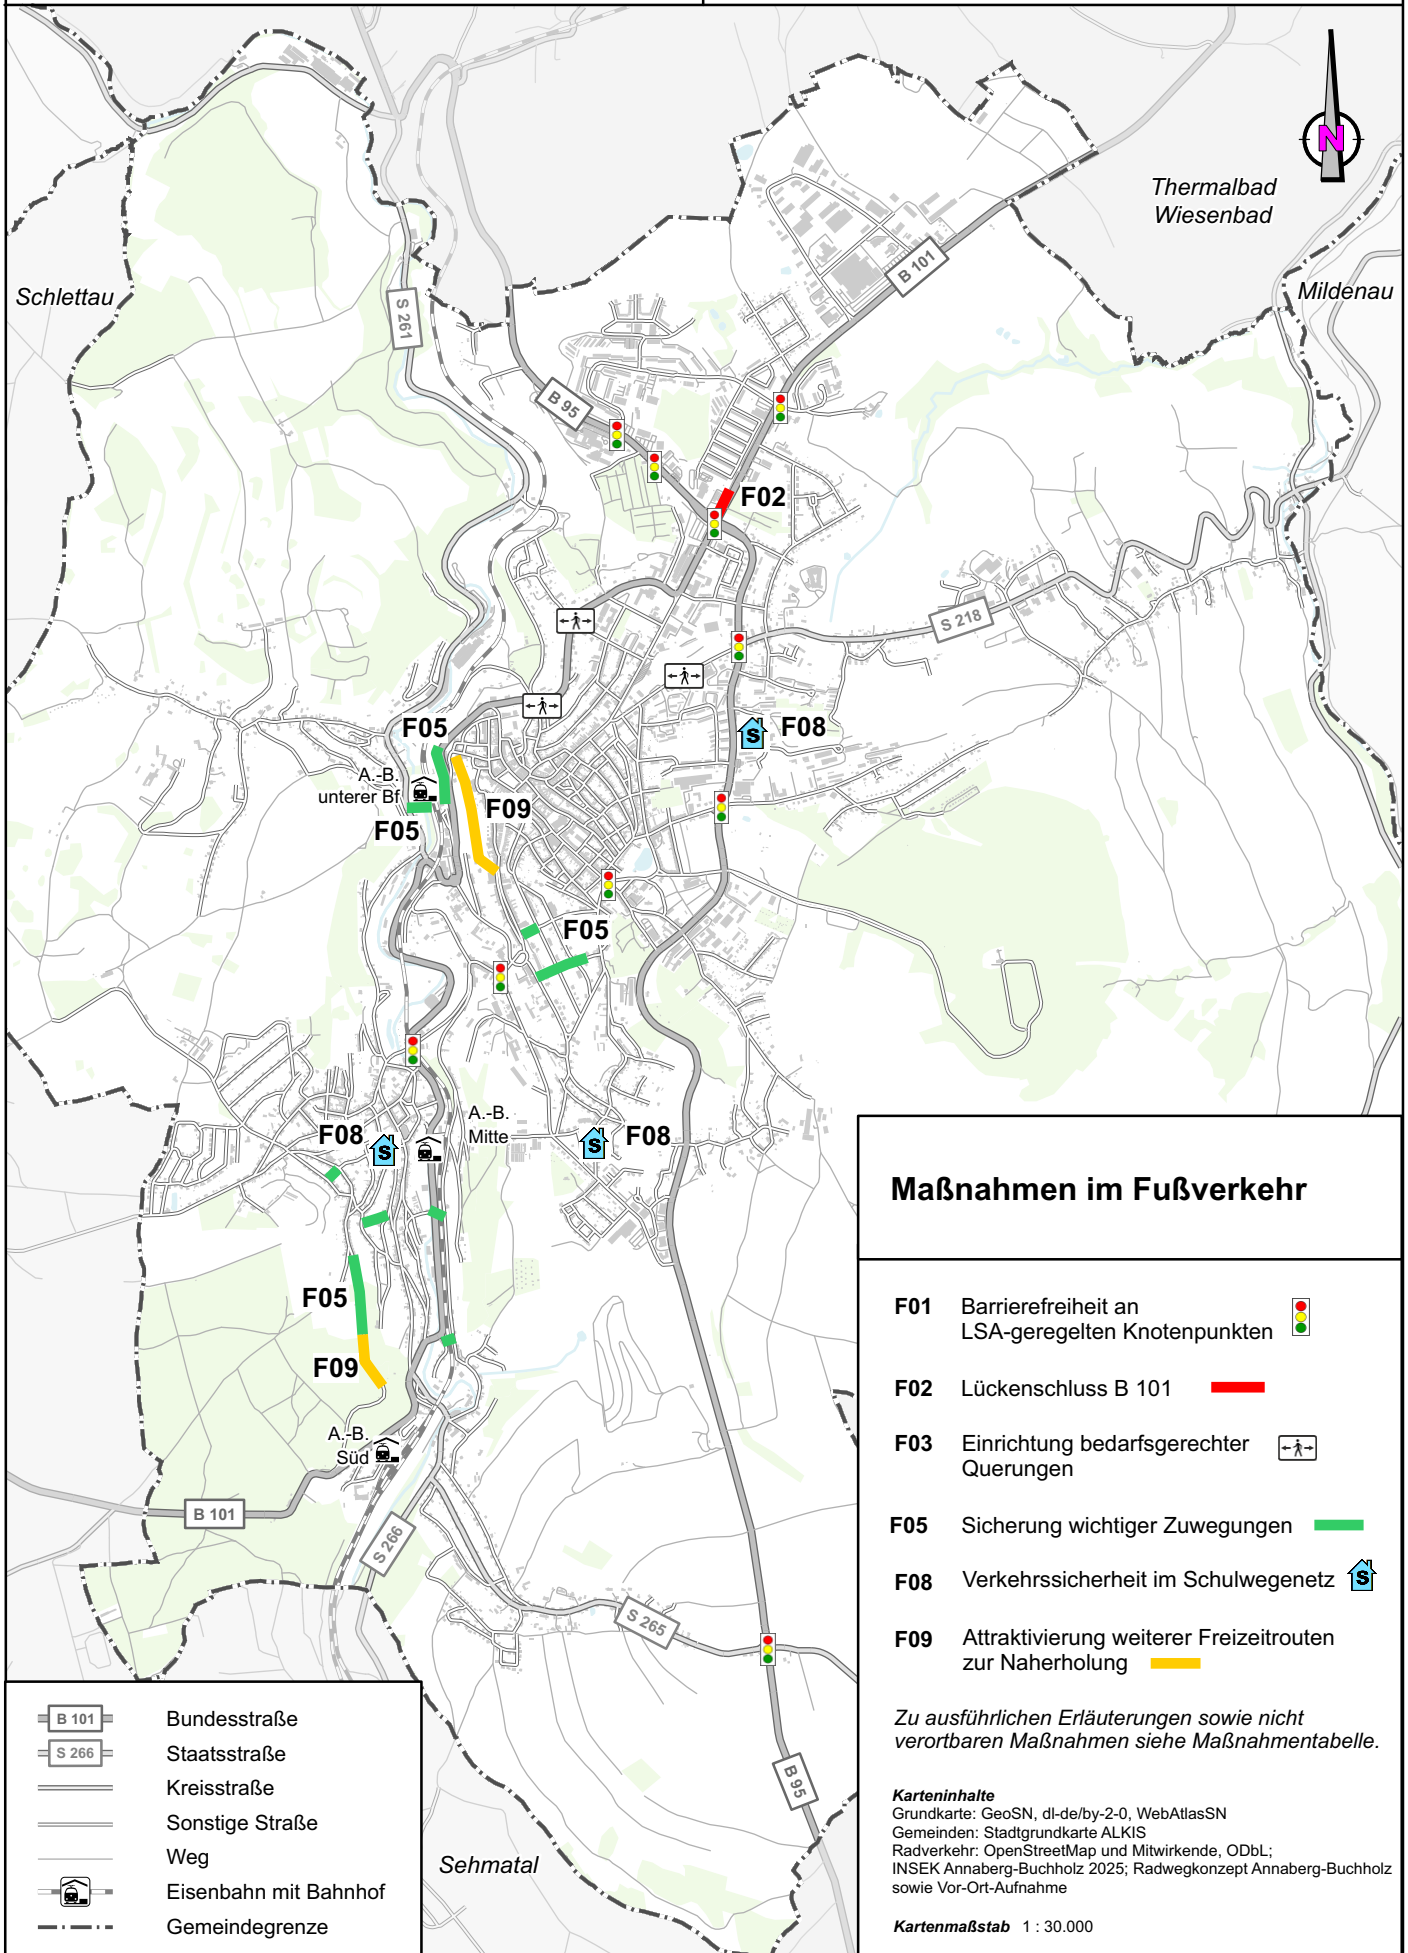 N
Thermalbad
Wiesenbad
Schlettau
Mildenau
B 101
S 261
B 95
F02
S 218
F05
F08
A.-B.
unterer Bf
F09
F05
F05
A.-B.
Mitte
F08
S
F08
S
S
F05
F09
A.-B.
Süd
B 101
S 266
S 265
B 95
Sehmatal
Maßnahmen im Fußverkehr
F01 Barrierefreiheit an
LSA-geregelten Knotenpunkten
F02 Lückenschluss B 101
F03 Einrichtung bedarfsgerechter
Querungen
F05 Sicherung wichtiger Zuwegungen
F08 Verkehrssicherheit im Schulwegenetz S
F09 Attraktivierung weiterer Freizeitrouten
zur Naherholung
Zu ausführlichen Erläuterungen sowie nicht
verortbaren Maßnahmen siehe Maßnahmentabelle.
Karteninhalte
Grundkarte: GeoSN, dl-de/by-2-0, WebAtlasSN
Gemeinden: Stadtgrundkarte ALKIS
Radverkehr: OpenStreetMap und Mitwirkende, ODbL;
INSEK Annaberg-Buchholz 2025; Radwegkonzept Annaberg-Buchholz
sowie Vor-Ort-Aufnahme
Kartenmaßstab 1 : 30.000
B 101 Bundesstraße
S 266 Staatsstraße
Kreisstraße
Sonstige Straße
Weg
Eisenbahn mit Bahnhof
Gemeindegrenze